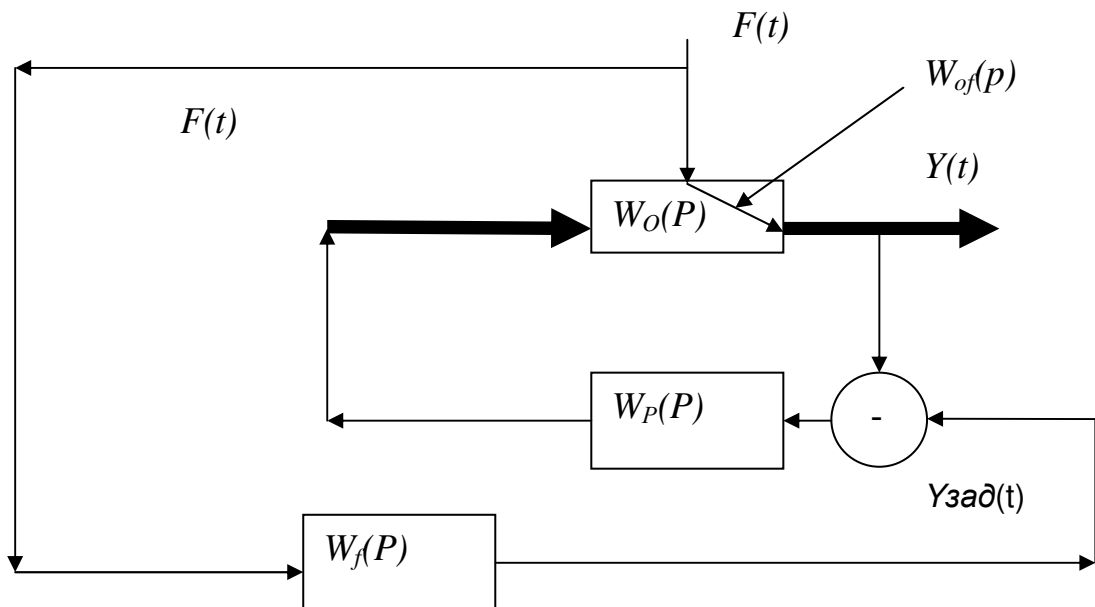 F(t)
W_of(p)
F(t)
Y(t)
W_O(P)
W_P(P)
-
Yзад(t)
W_f(P)